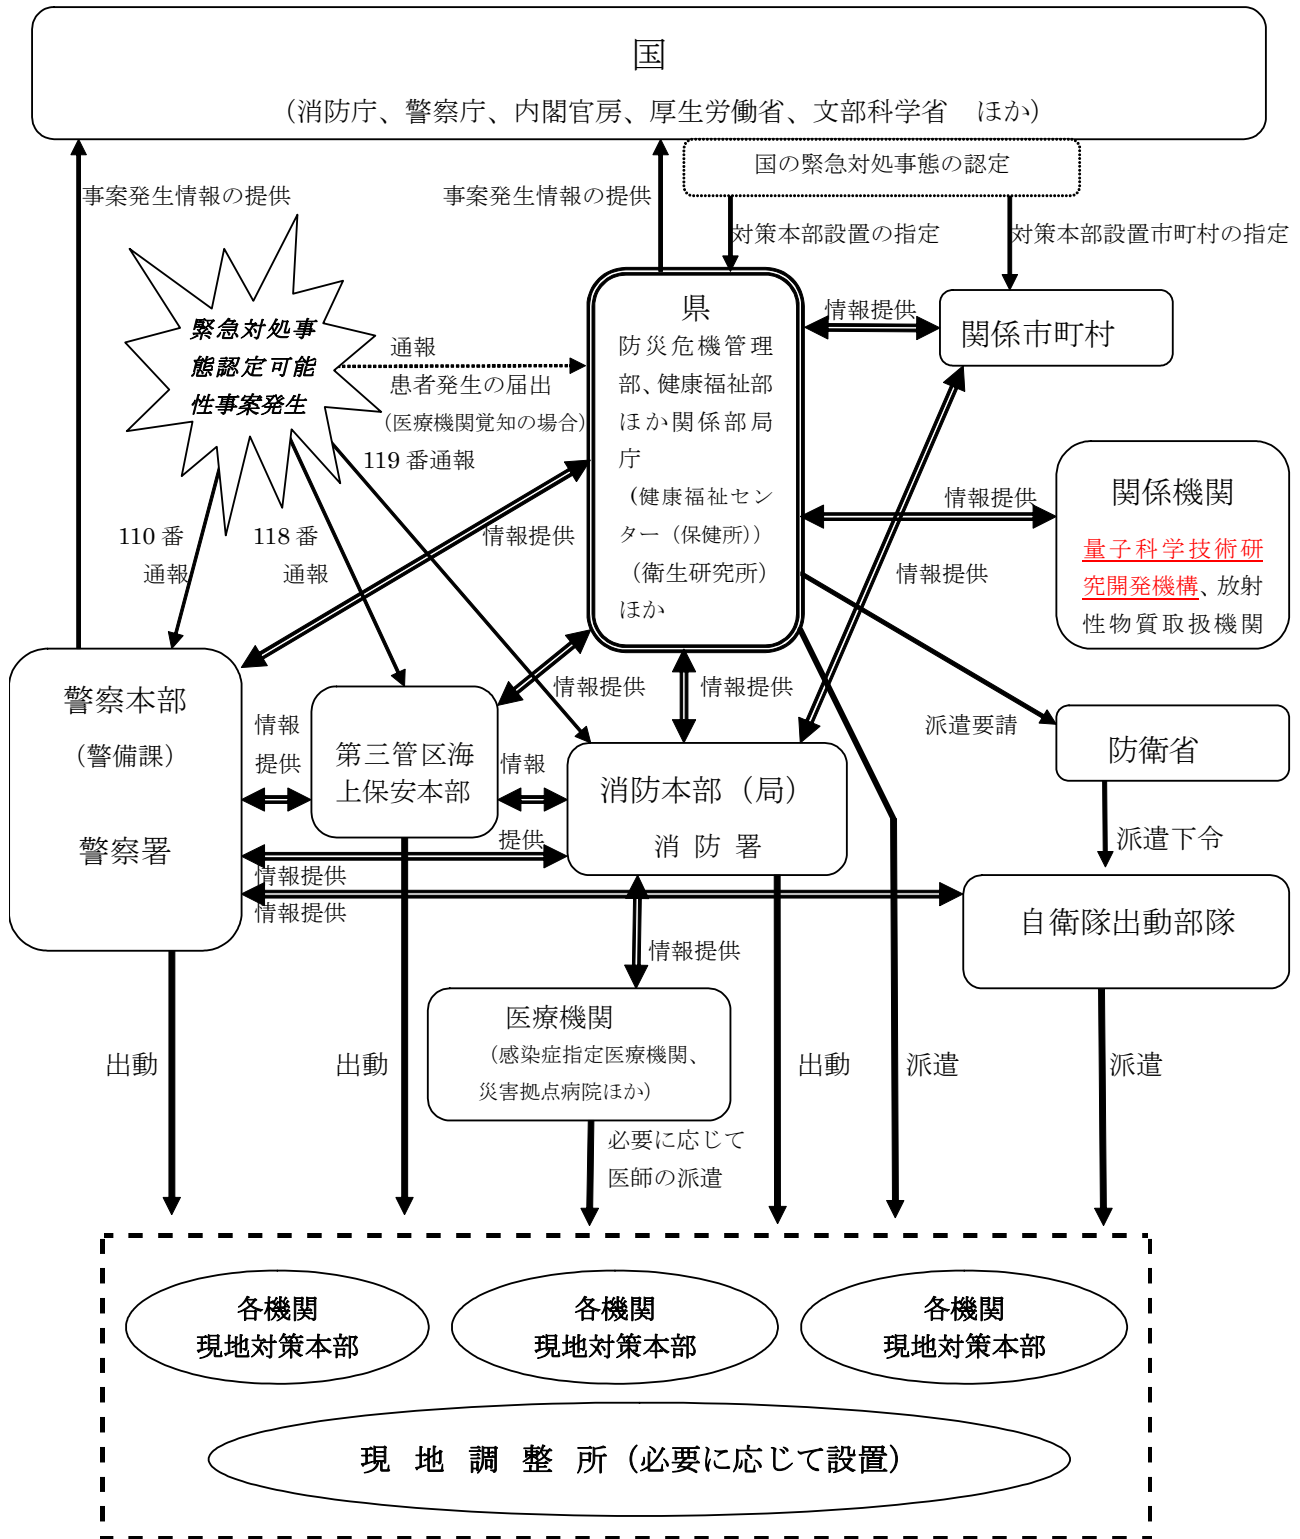 国
（消防庁、警察庁、内閣官房、厚生労働省、文部科学省　ほか）
国の緊急対処事態の認定
事案発生情報の提供
事案発生情報の提供
対策本部設置の指定
対策本部設置市町村の指定
緊急対処事
態認定可能
性事案発生
通報
患者発生の届出
（医療機関覚知の場合）
119 番通報
県
防災危機管理
部、健康福祉部
ほか関係部局
庁
（健康福祉セン
ター（保健所））
（衛生研究所）
ほか
情報提供
関係市町村
情報提供
関係機関
量子科学技術研
究開発機構、放射
性物質取扱機関
110 番
通報
118 番
通報
情報提供
情報提供
情報提供
情報提供
派遣要請
警察本部
（警備課）
警察署
情報
提供
第三管区海
上保安本部
情報
提供
消防本部（局）
消 防 署
防衛省
派遣下令
情報提供
情報提供
自衛隊出動部隊
情報提供
医療機関
（感染症指定医療機関、
災害拠点病院ほか）
出動
出動
出動
派遣
派遣
必要に応じて
医師の派遣
各機関
現地対策本部
各機関
現地対策本部
各機関
現地対策本部
現 地 調 整 所（必要に応じて設置）